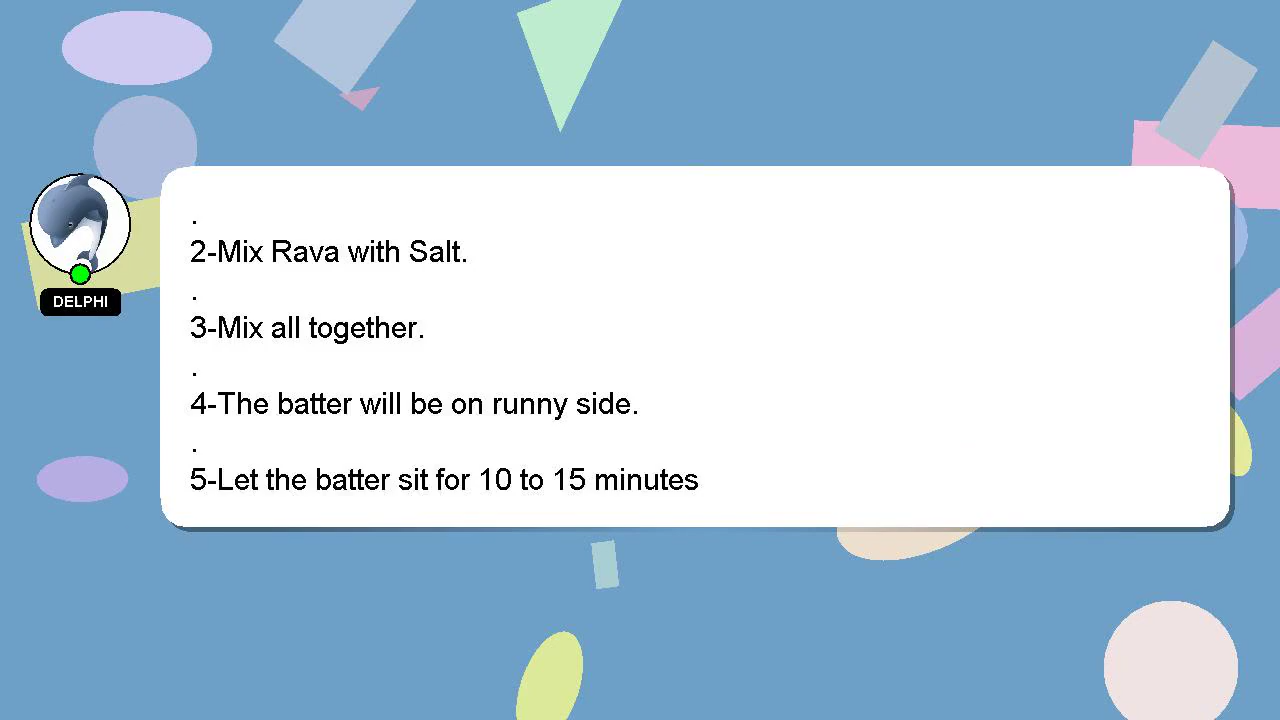 DELPHI
.
2-Mix Rava with Salt.
.
3-Mix all together.
.
4-The batter will be on runny side.
.
5-Let the batter sit for 10 to 15 minutes